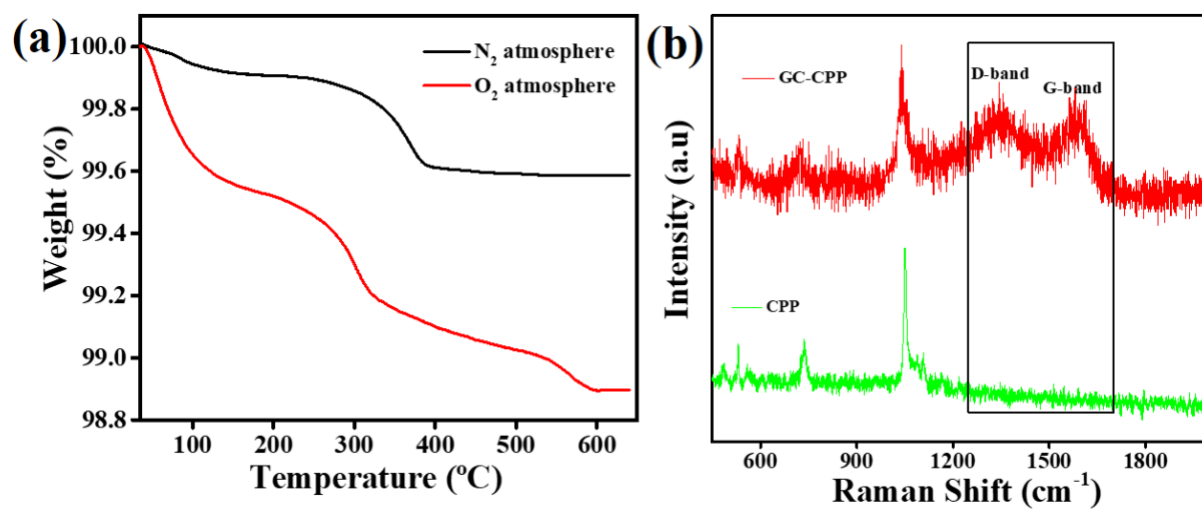 (a)
100.0
99.8
99.6
99.4
99.2
99.0
98.8
Weight (%)
N₂ atmosphere
O₂ atmosphere
100 200 300 400 500 600
Temperature (ºC)
(b)
Intensity (a.u)
GC-CPP
D-band
G-band
CPP
600 900 1200 1500 1800
Raman Shift (cm⁻¹)